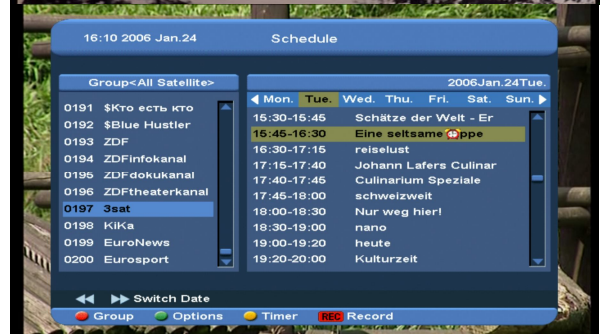 16:10 2006 Jan.24 Schedule
Group<All Satellite>
0191 $Кто есть кто
0192 $Blue Hustler
0193 ZDF
0194 ZDFinfokanal
0195 ZDFdokukanal
0196 ZDFtheaterkanal
0197 3sat
0198 KiKa
0199 EuroNews
0200 Eurosport
2006Jan.24Tue.
Mon. Tue. Wed. Thu. Fri. Sat. Sun.
15:30-15:45 Schätze der Welt - Er
15:45-16:30 Eine seltsame ppe
16:30-17:15 reiselust
17:15-17:40 Johann Lafers Culinar
17:40-17:45 Culinarium Speziale
17:45-18:00 schweizweit
18:00-18:30 Nur weg hier!
18:30-19:00 nano
19:00-19:20 heute
19:20-20:00 Kulturzeit
Switch Date
Group Options Timer REC Record